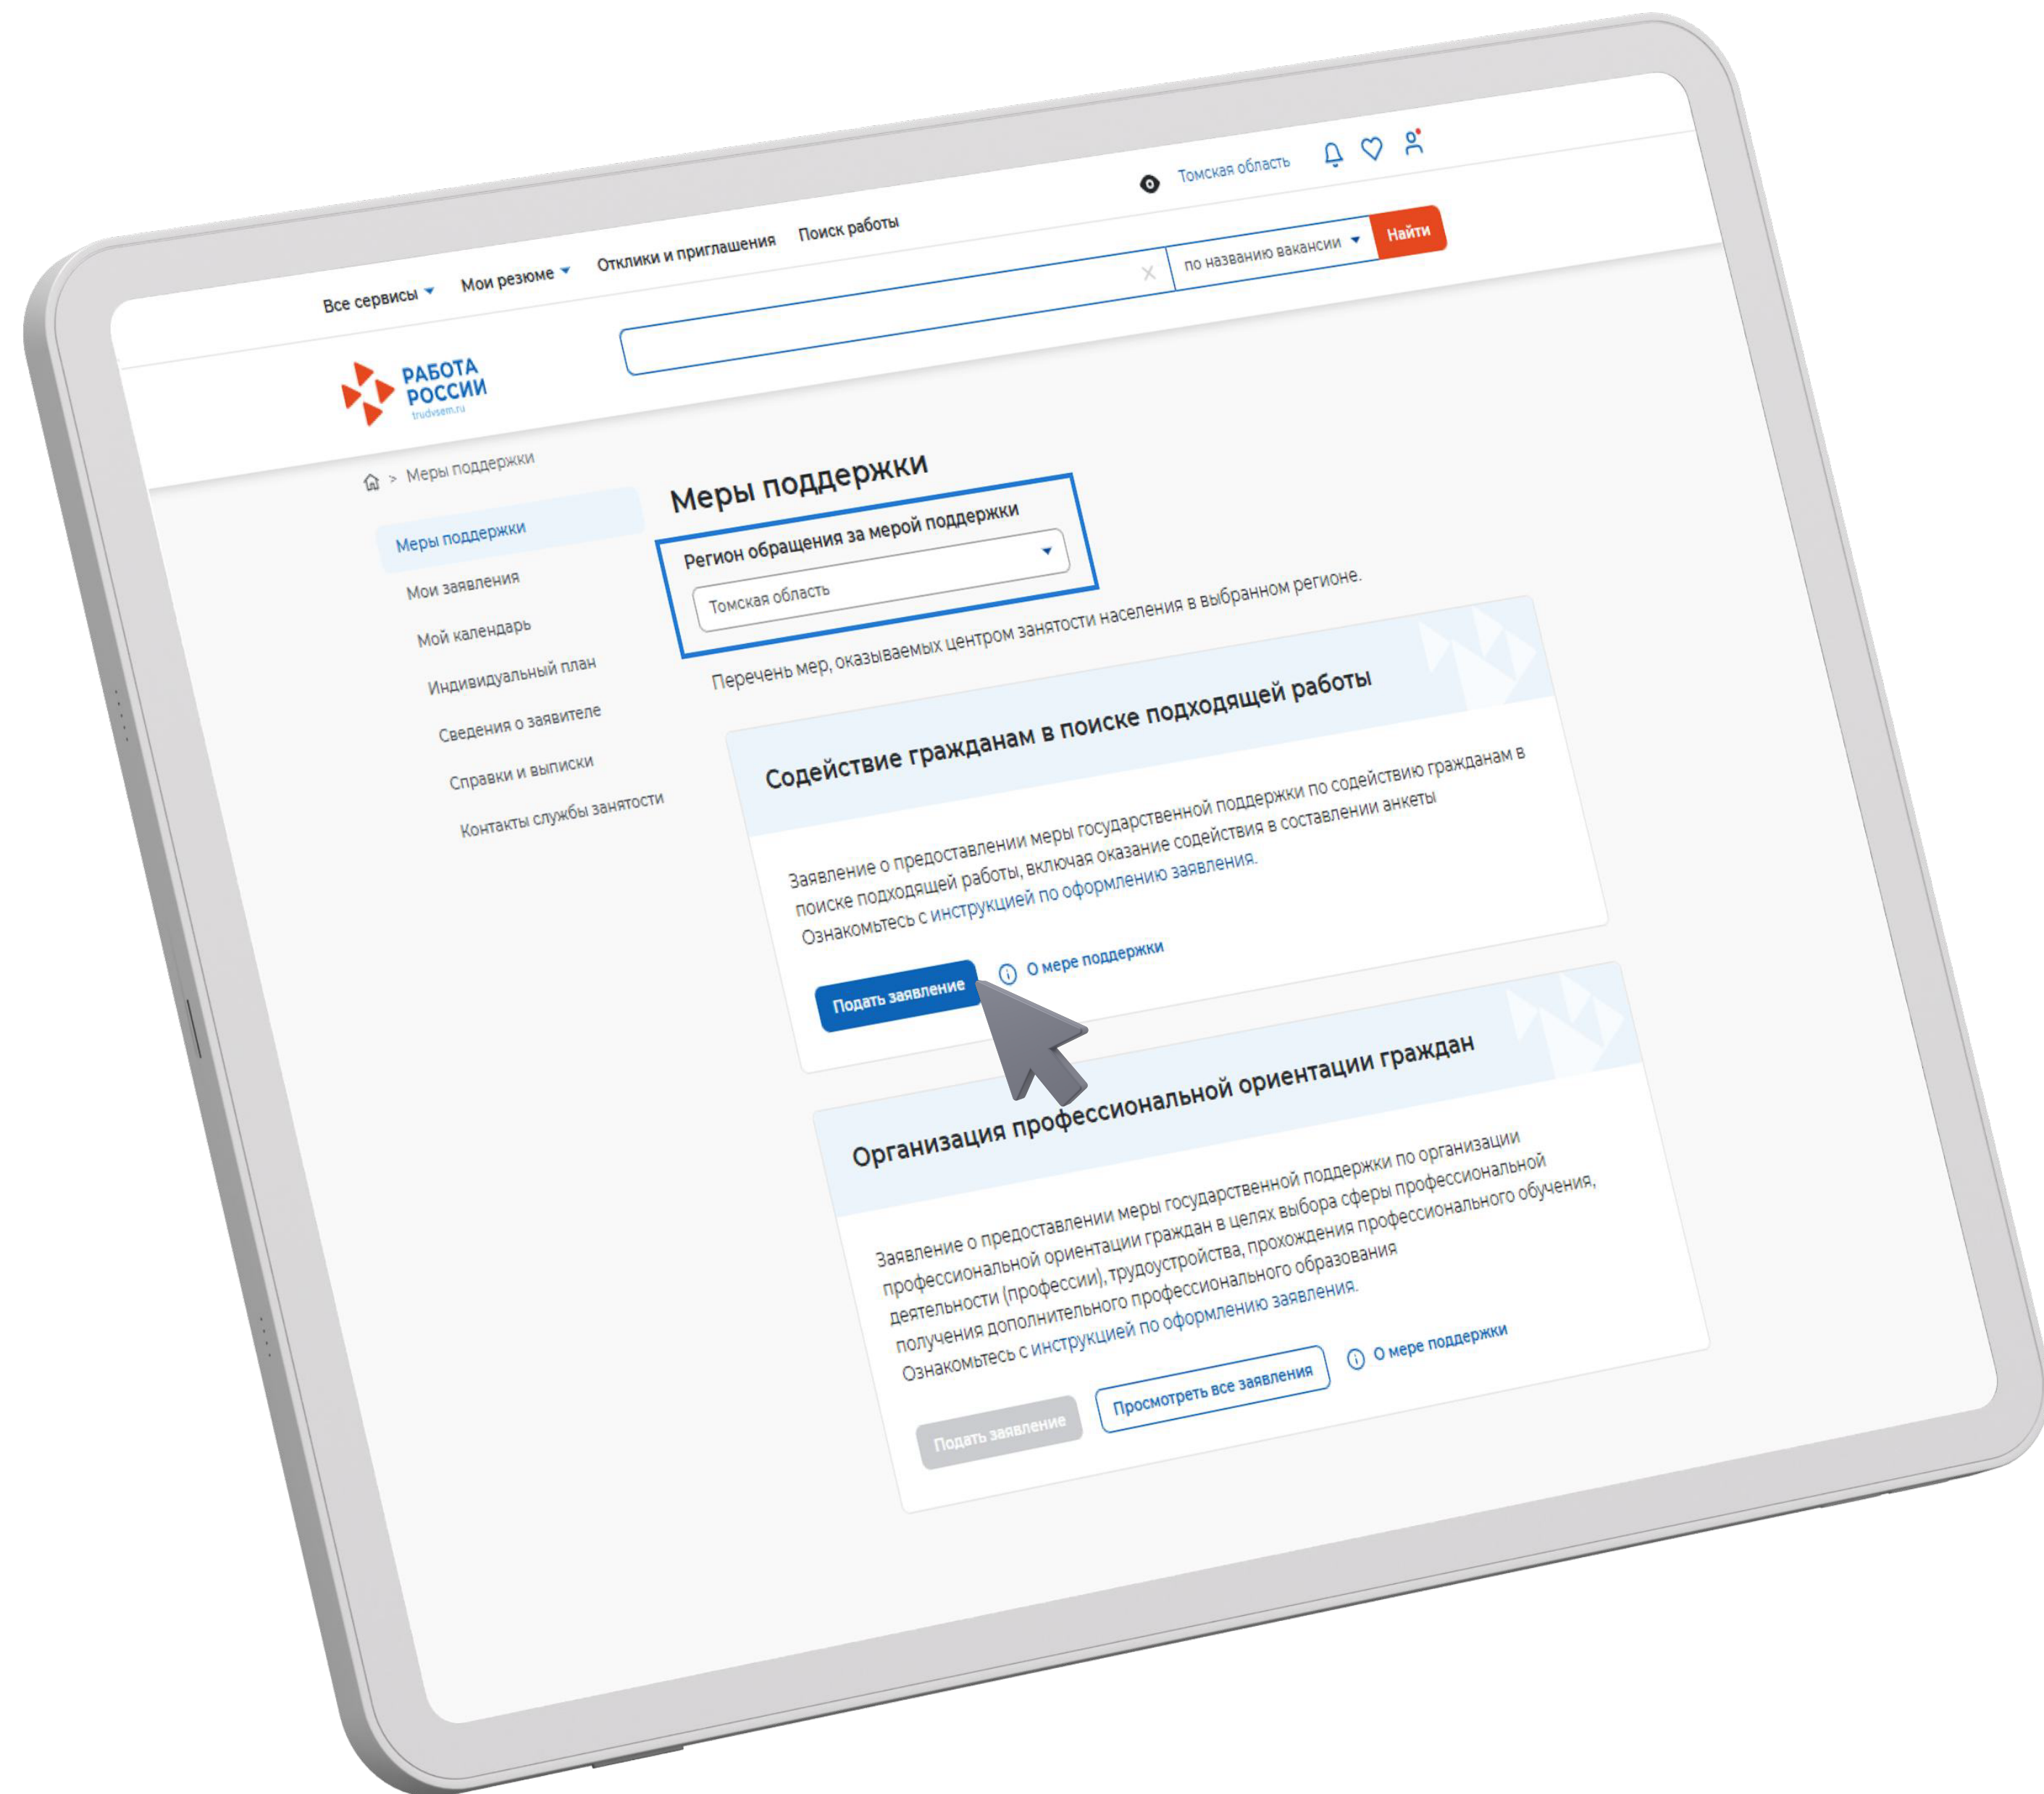 Все сервисы
Мои резюме
Отклики и приглашения
Поиск работы
Томская область
РАБОТА
РОССИИ
trudvsem.ru
по названию вакансии
Найти
> Меры поддержки
Меры поддержки
Мои заявления
Мой календарь
Индивидуальный план
Сведения о заявителе
Справки и выписки
Контакты службы занятости
Меры поддержки
Регион обращения за мерой поддержки
Томская область
Перечень мер, оказываемых центром занятости населения в выбранном регионе.
Содействие гражданам в поиске подходящей работы
Заявление о предоставлении меры государственной поддержки по содействию гражданам в
поиске подходящей работы, включая оказание содействия в составлении анкеты
Ознакомьтесь с инструкцией по оформлению заявления.
Подать заявление
О мере поддержки
Организация профессиональной ориентации граждан
Заявление о предоставлении меры государственной поддержки по организации
профессиональной ориентации граждан в целях выбора сферы профессиональной
деятельности (профессии), трудоустройства, прохождения профессионального обучения,
получения дополнительного профессионального образования
Ознакомьтесь с инструкцией по оформлению заявления.
Подать заявление
Просмотреть все заявления
О мере поддержки